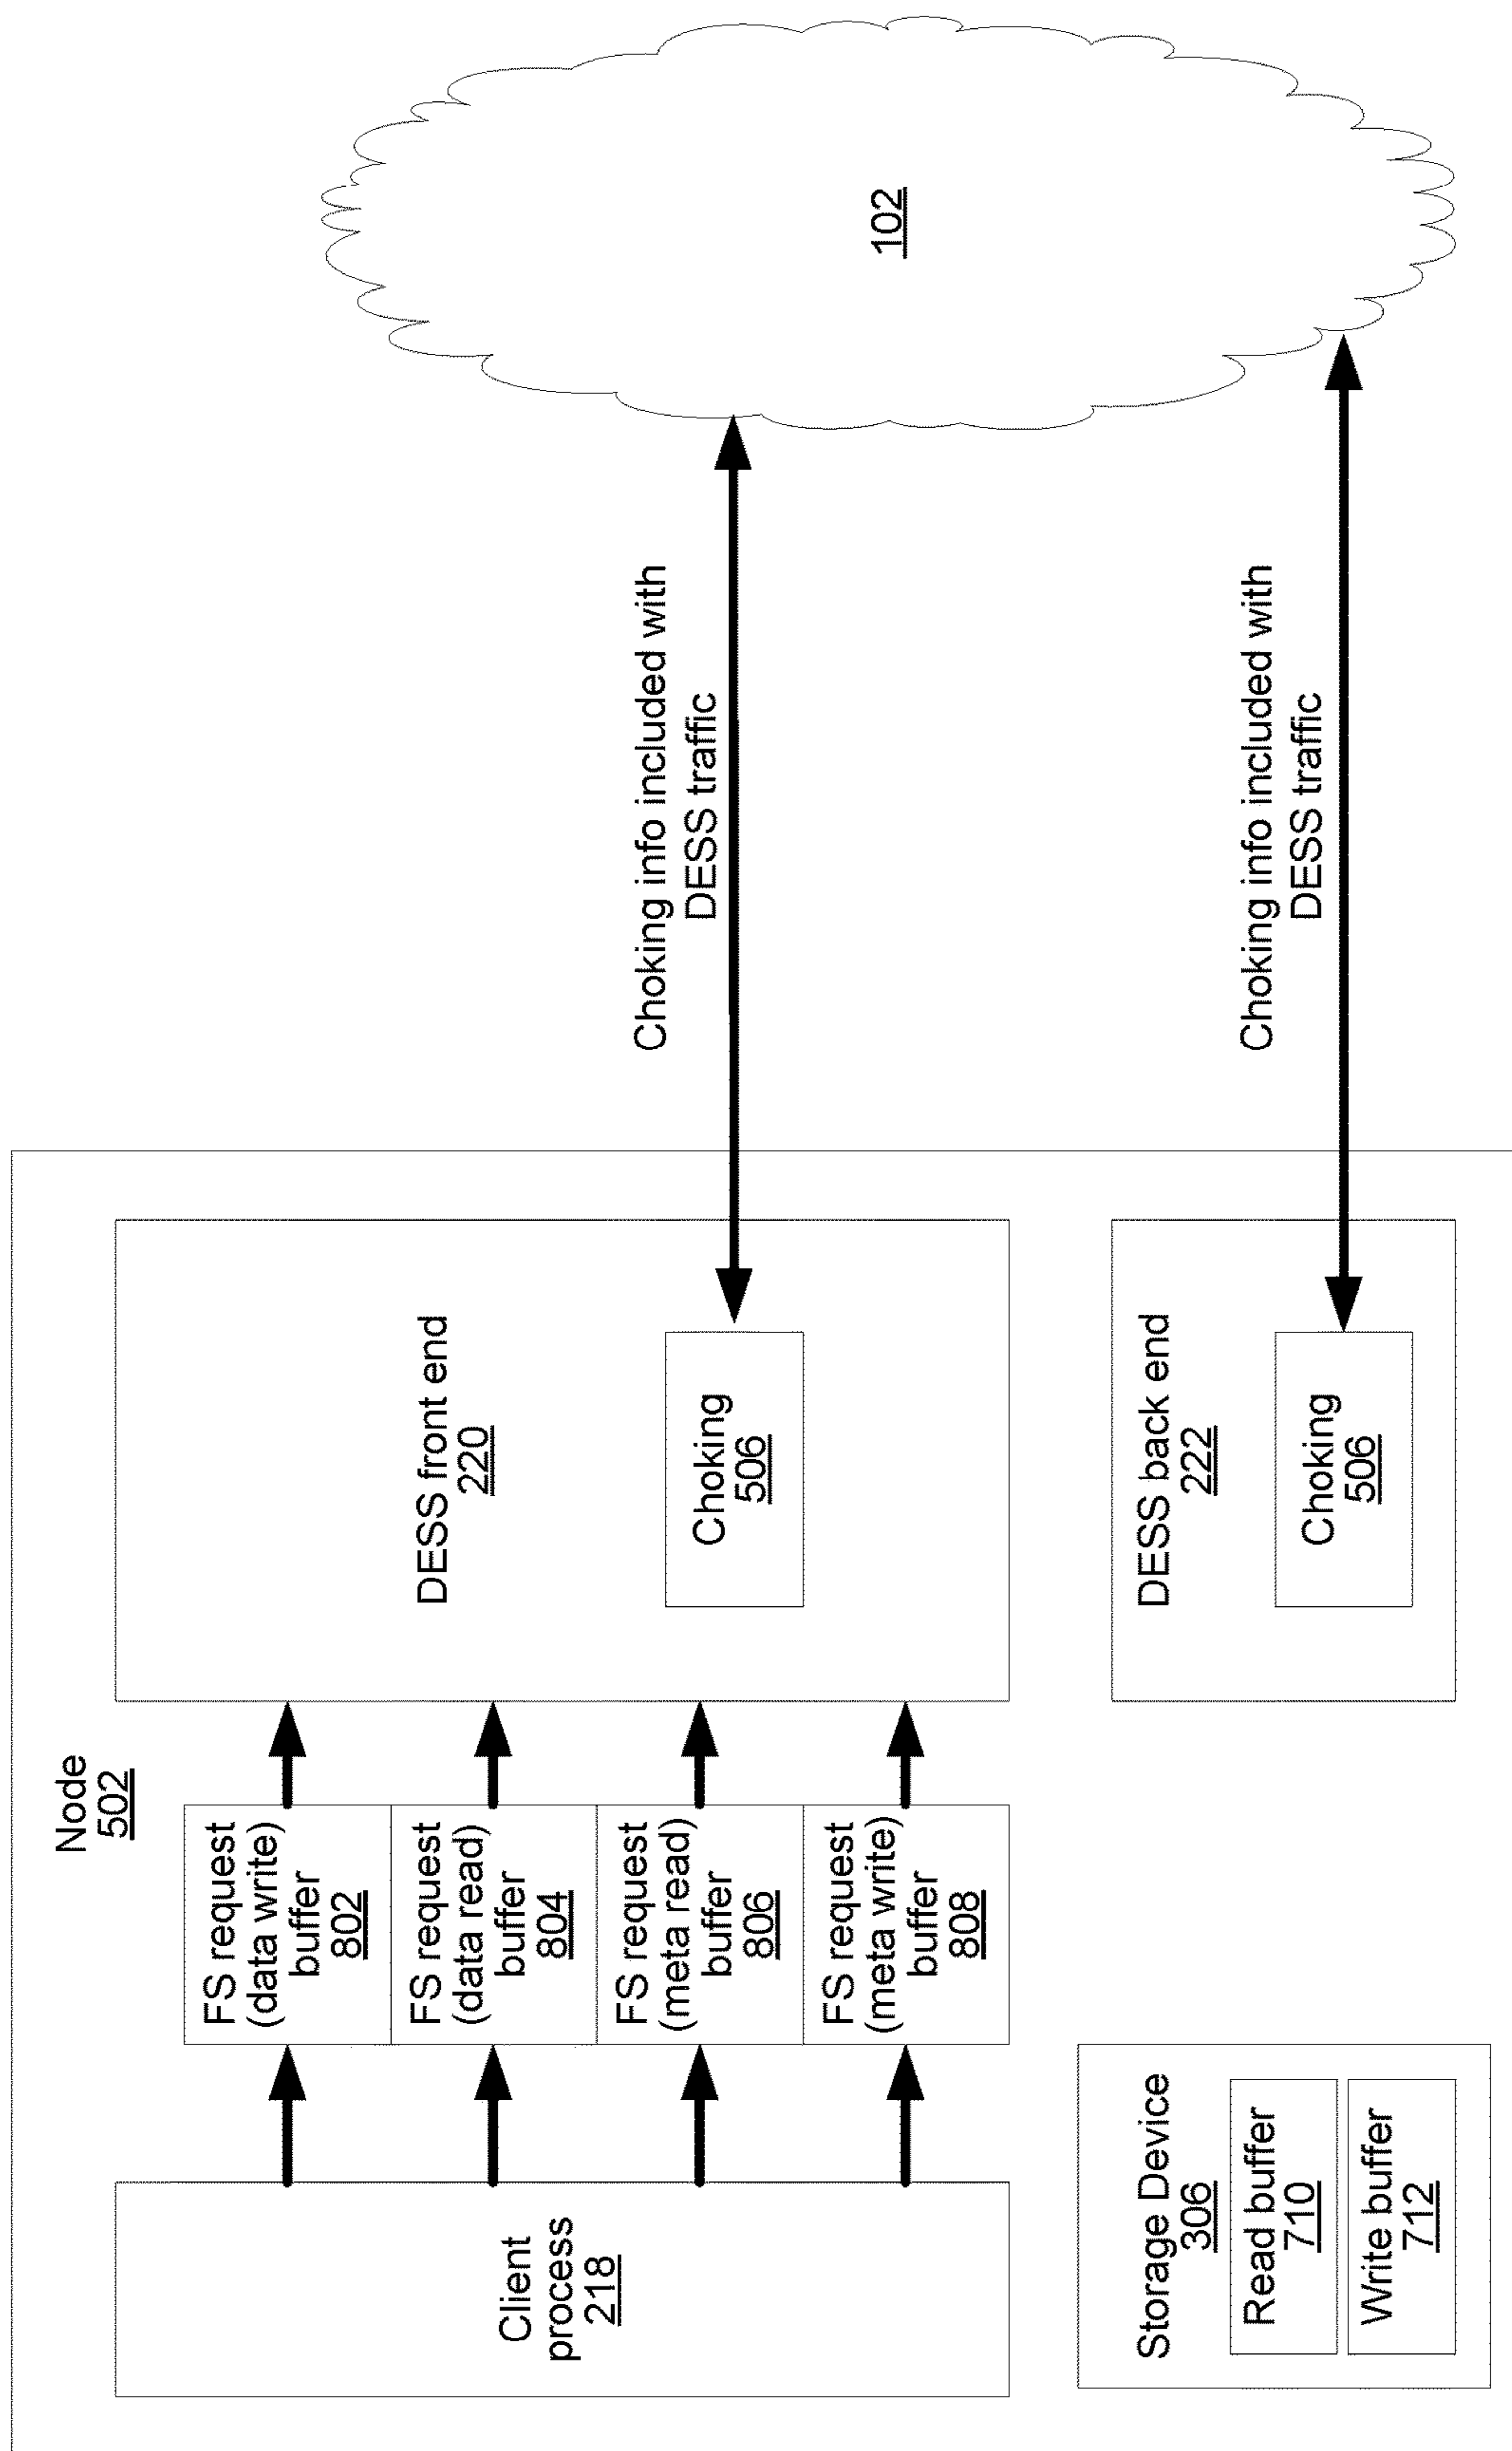 Node
502
Client
process
218
FS request
(data write)
buffer
802
FS request
(data read)
buffer
804
FS request
(meta read)
buffer
806
FS request
(meta write)
buffer
808
DESS front end
220
Choking
506
Choking info included with
DESS traffic
102
Storage Device
306
Read buffer
710
Write buffer
712
DESS back end
222
Choking
506
Choking info included with
DESS traffic